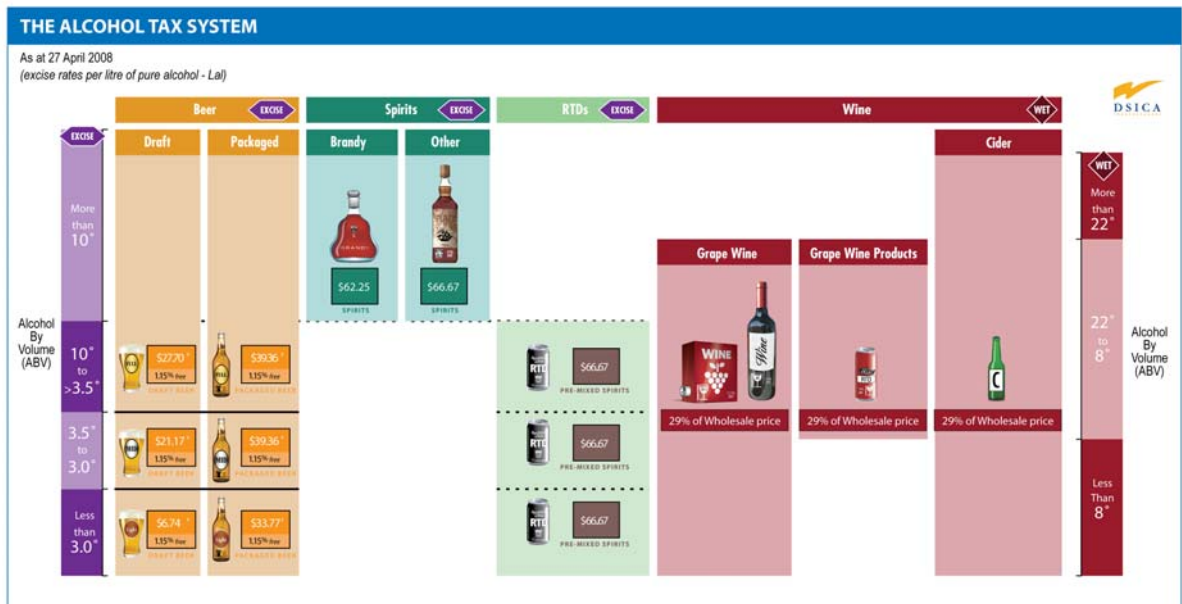 THE ALCOHOL TAX SYSTEM
As at 27 April 2008
(excise rates per litre of pure alcohol - Lal)
DSICA
Beer EXCISE
Spirits EXCISE
RTDs EXCISE
Wine WET
EXCISE
Draft
Packaged
Brandy
Other
Cider
WET
More
than
10°
More
than
22°
Grape Wine
Grape Wine Products
$62.25
SPIRITS
$66.67
SPIRITS
Alcohol
By
Volume
(ABV)
10°
to
>3.5°
$27.70
1.15% free
$39.36
1.15% free
PACKAGED BEER
RTD
$66.67
PRE-MIXED SPIRITS
WINE
Wine
RTD
C
22°
to
8°
Alcohol
By
Volume
(ABV)
29% of Wholesale price
29% of Wholesale price
29% of Wholesale price
3.5°
to
3.0°
$21.17
1.15% free
DRAFT BEER
$39.36
1.15% free
PACKAGED BEER
RTD
$66.67
PRE-MIXED SPIRITS
Less
than
3.0°
$6.74
1.15% free
DRAFT BEER
$33.77
1.15% free
PACKAGED BEER
RTD
$66.67
PRE-MIXED SPIRITS
Less
Than
8°